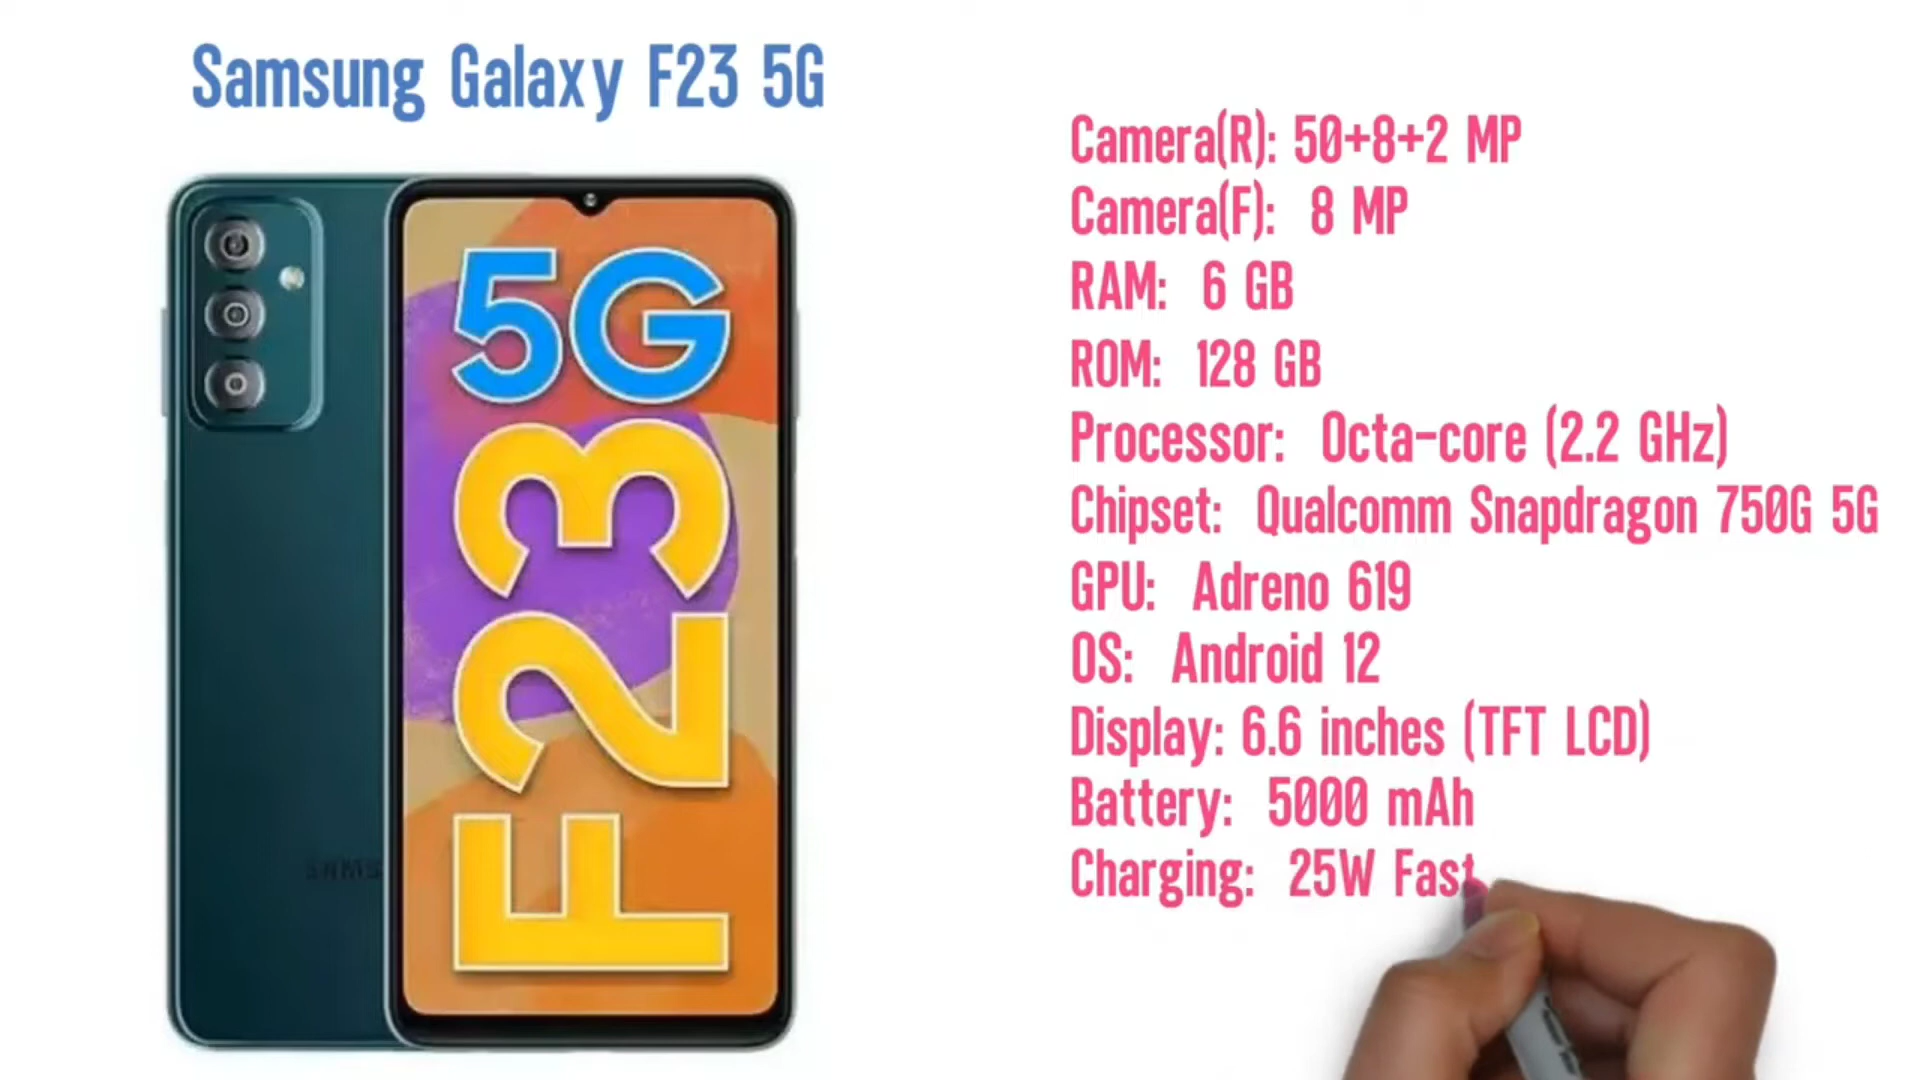 Samsung Galaxy F23 5G
Camera(R): 50+8+2 MP
Camera(F): 8 MP
RAM: 6 GB
ROM: 128 GB
Processor: Octa-core (2.2 GHz)
Chipset: Qualcomm Snapdragon 750G 5G
GPU: Adreno 619
OS: Android 12
Display: 6.6 inches (TFT LCD)
Battery: 5000 mAh
Charging: 25W Fast
5G
F23
SAMS